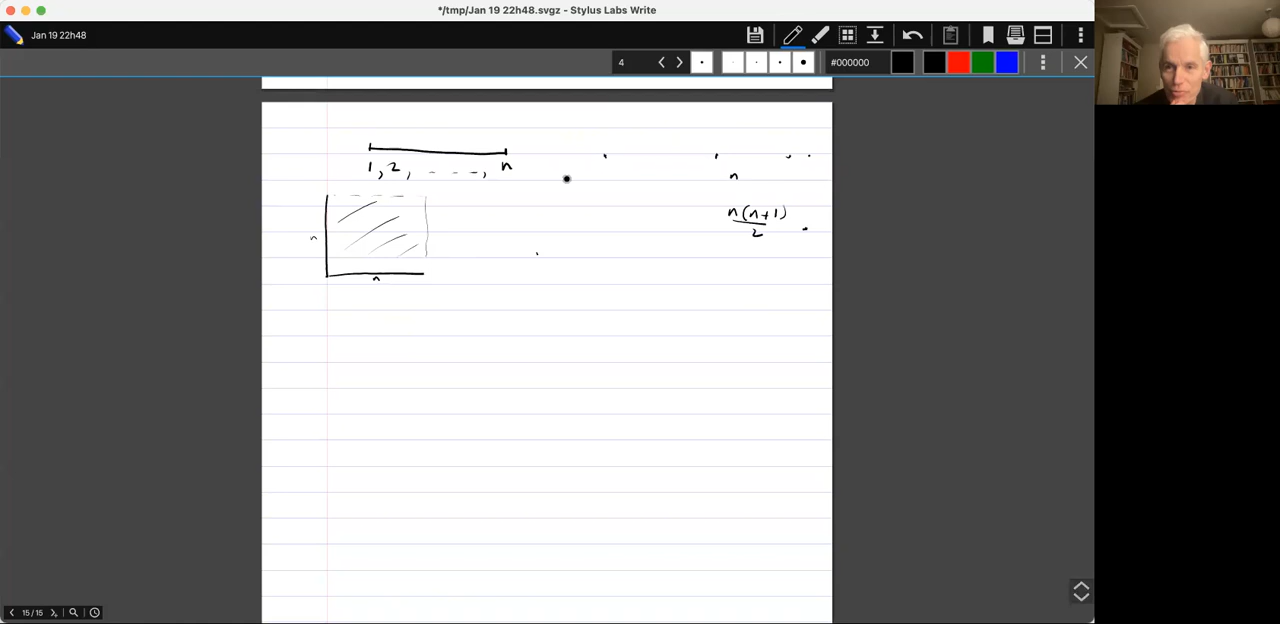 */tmp/Jan 19 22h48.svgz - Stylus Labs Write
Jan 19 22h48
4
#000000
1, 2, - - - -, n
n
n(n+1)
2
n
n
15/15